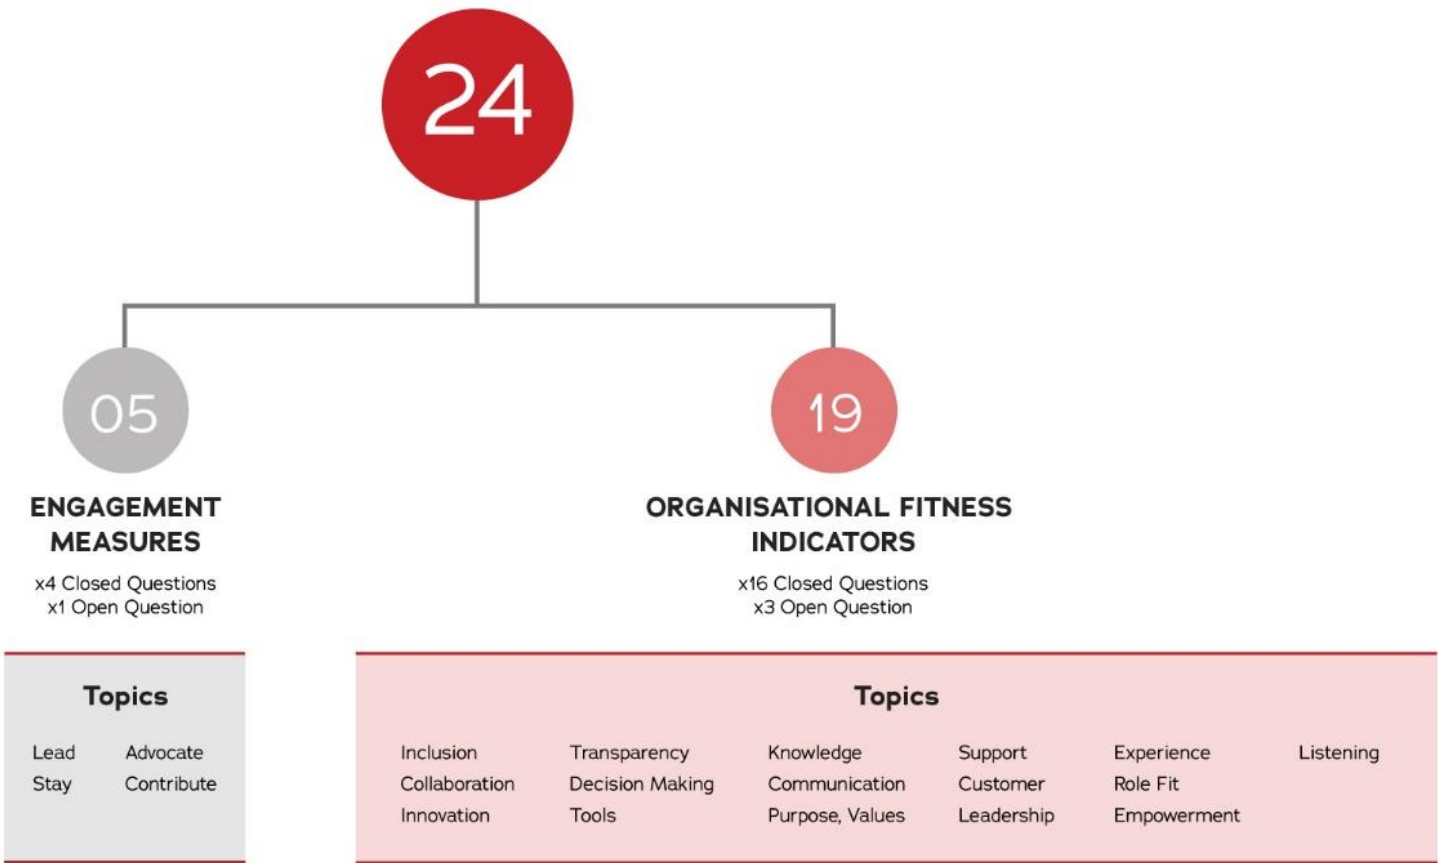 24
05
ENGAGEMENT
MEASURES
x4 Closed Questions
x1 Open Question
19
ORGANISATIONAL FITNESS
INDICATORS
x16 Closed Questions
x3 Open Question
Topics
Lead Advocate
Stay Contribute
Topics
Inclusion Transparency Knowledge Support Experience Listening
Collaboration Decision Making Communication Customer Role Fit
Innovation Tools Purpose, Values Leadership Empowerment